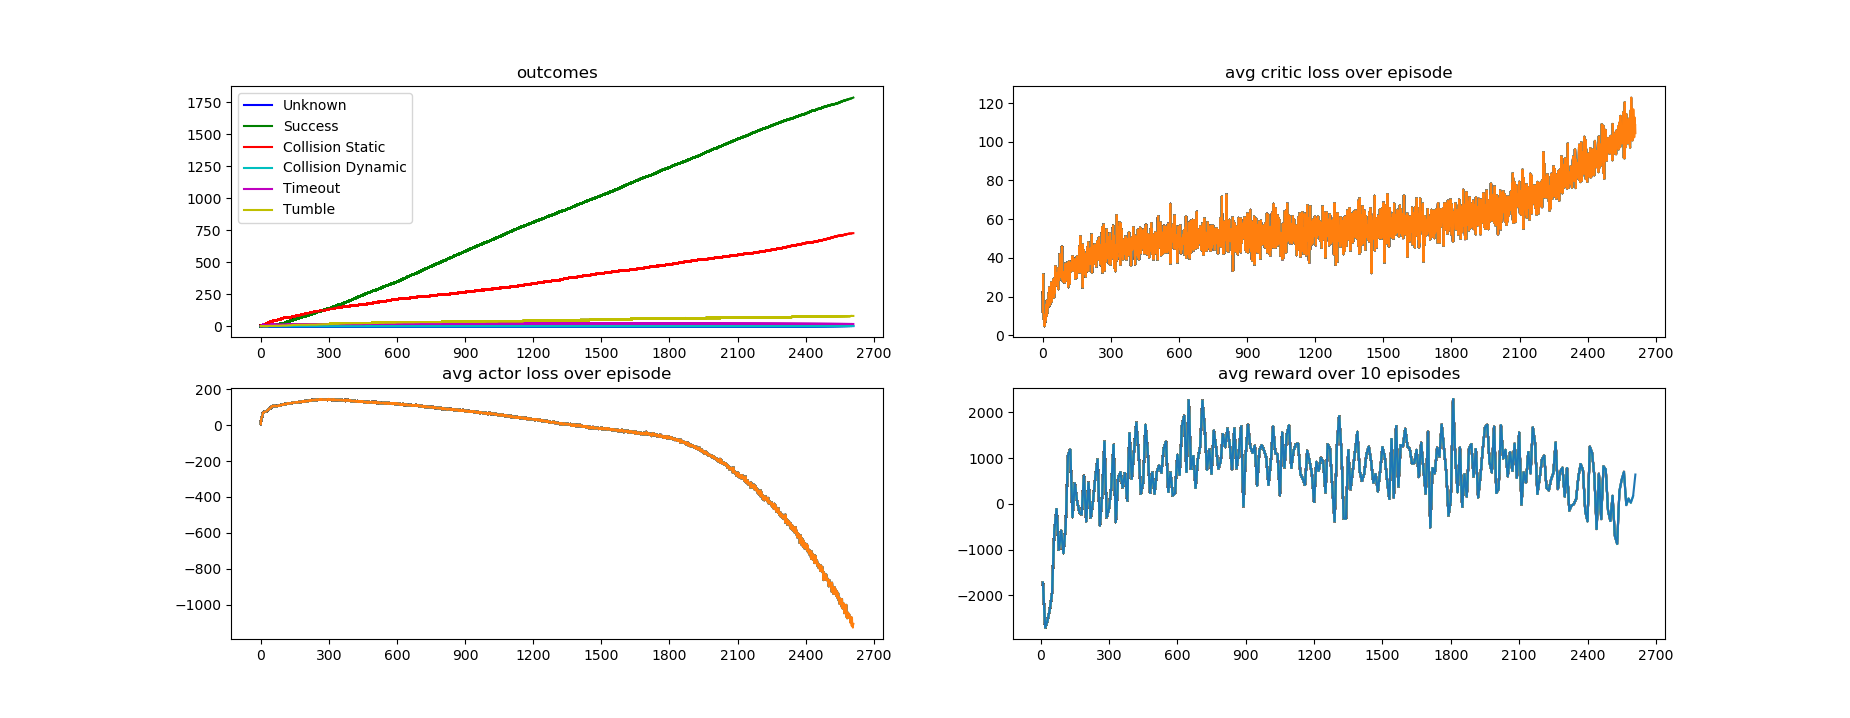 outcomes
1750
1500
1250
1000
750
500
250
0
Unknown
Success
Collision Static
Collision Dynamic
Timeout
Tumble
0 300 600 900 1200 1500 1800 2100 2400 2700
avg critic loss over episode
120
100
80
60
40
20
0
0 300 600 900 1200 1500 1800 2100 2400 2700
avg actor loss over episode
200
0
−200
−400
−600
−800
−1000
0 300 600 900 1200 1500 1800 2100 2400 2700
avg reward over 10 episodes
2000
1000
0
−1000
−2000
0 300 600 900 1200 1500 1800 2100 2400 2700